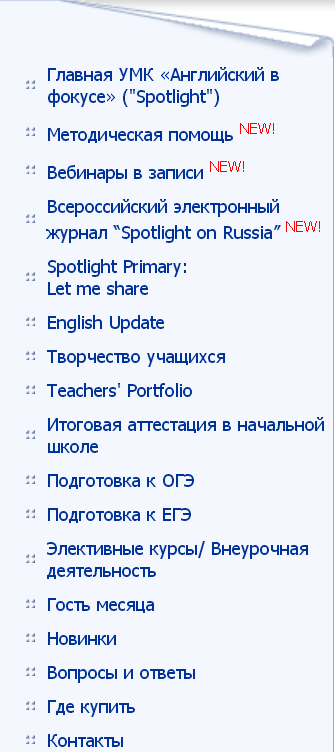 Главная УМК «Английский в
фокусе» ("Spotlight")
Методическая помощь NEW!
Вебинары в записи NEW!
Всероссийский электронный
журнал “Spotlight on Russia” NEW!
Spotlight Primary:
Let me share
English Update
Творчество учащихся
Teachers' Portfolio
Итоговая аттестация в начальной
школе
Подготовка к ОГЭ
Подготовка к ЕГЭ
Элективные курсы/ Внеурочная
деятельность
Гость месяца
Новинки
Вопросы и ответы
Где купить
Контакты